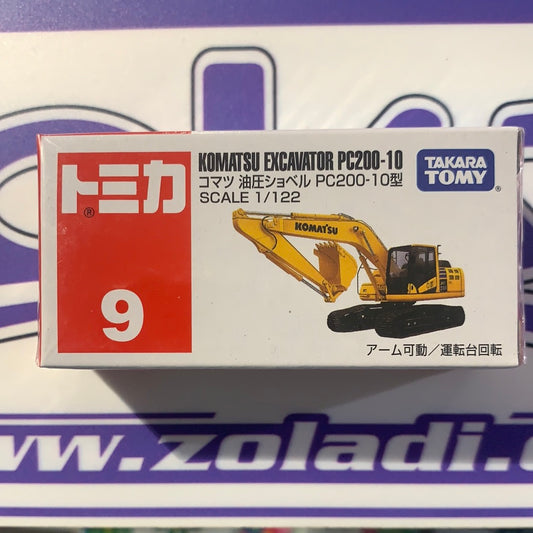 トミカ
®
9
KOMATSU EXCAVATOR PC200-10
コマツ 油圧ショベル PC200-10型
SCALE 1/122
TAKARA
TOMY
®
KOMATSU
アーム可動／運転台回転
www.zoladi.c